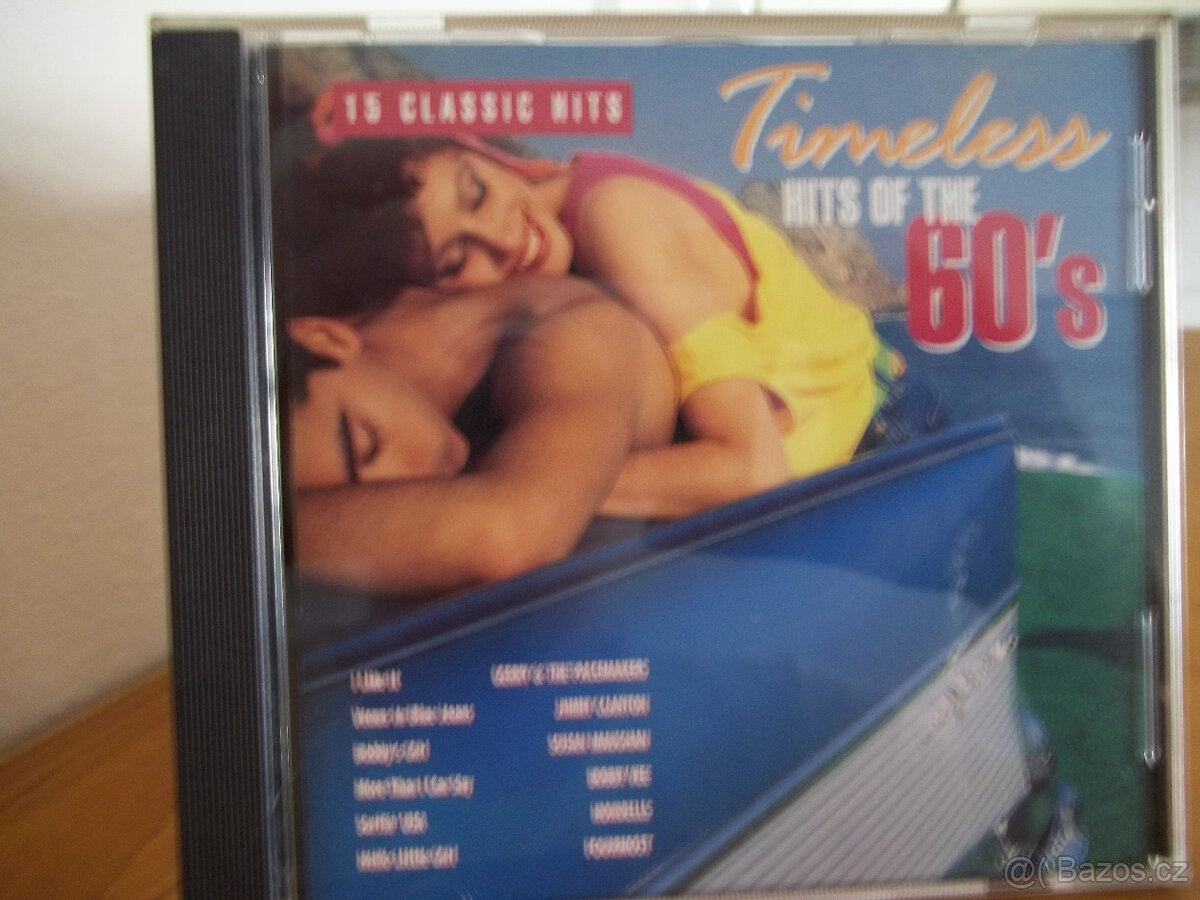 15 CLASSIC HITS
Timeless
HITS OF THE
60's
I Like It GERRY & THE PACEMAKERS
Venus In Blue Jeans JIMMY CLANTON
Bobby's Girl SUSAN MAUGHAN
More Than I Can Say BOBBY VEE
Surfin' USA HONDELLS
Hello Little Girl FOURMOST
@( Bazos.cz